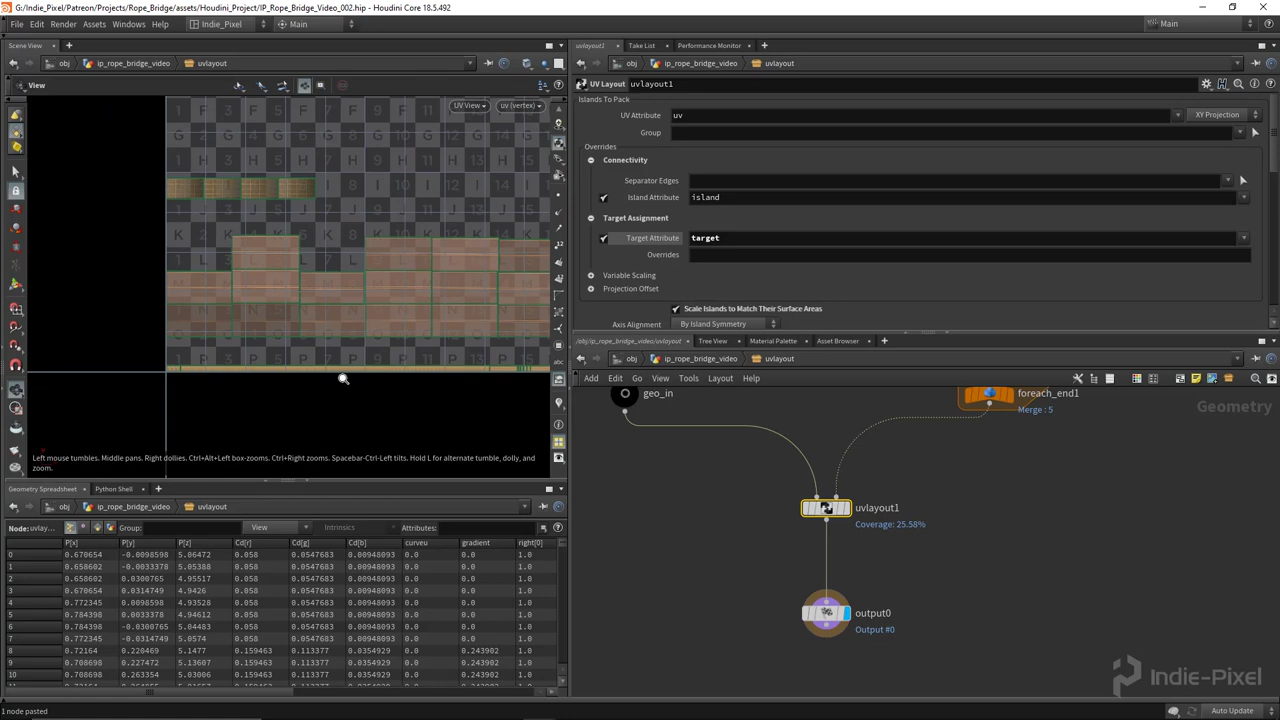 G:/Indie_Pixel/Patreon/Projects/Rope_Bridge/assets/Houdini_Project/IP_Rope_Bridge_Video_002.hip - Houdini Core 18.5.492
File Edit Render Assets Windows Help Indie_Pixel Main Main
Scene View
obj ip_rope_bridge_video uvlayout
View
UV View uv (vertex)
Left mouse tumbles. Middle pans. Right dollies. Ctrl+Alt+Left box-zooms. Ctrl+Right zooms. Spacebar-Ctrl-Left tilts. Hold L for alternate tumble, dolly, and
zoom.
Geometry Spreadsheet Python Shell
obj ip_rope_bridge_video uvlayout
Node: uvlay... Group: View Intrinsics Attributes:
P[x] P[y] P[z] Cd[r] Cd[g] Cd[b] curveu gradient right[0]
0 0.670654 -0.0098598 5.06472 0.058 0.0547683 0.00948093 0.0 0.0 1.0
1 0.658602 -0.0033378 5.05388 0.058 0.0547683 0.00948093 0.0 0.0 1.0
2 0.658602 0.0300765 4.95517 0.058 0.0547683 0.00948093 0.0 0.0 1.0
3 0.670654 0.0314749 4.9426 0.058 0.0547683 0.00948093 0.0 0.0 1.0
4 0.772345 0.0098598 4.93528 0.058 0.0547683 0.00948093 0.0 0.0 1.0
5 0.784398 0.0033378 4.94612 0.058 0.0547683 0.00948093 0.0 0.0 1.0
6 0.784398 -0.0300765 5.04483 0.058 0.0547683 0.00948093 0.0 0.0 1.0
7 0.772345 -0.0314749 5.0574 0.058 0.0547683 0.00948093 0.0 0.0 1.0
8 0.72164 0.220469 5.1477 0.159463 0.113377 0.0354929 0.0 0.243902 1.0
9 0.708698 0.227472 5.13607 0.159463 0.113377 0.0354929 0.0 0.243902 1.0
10 0.708698 0.263354 5.03006 0.159463 0.113377 0.0354929 0.0 0.243902 1.0
1 node pasted
uvlayout1 Take List Performance Monitor
obj ip_rope_bridge_video uvlayout
UV Layout uvlayout1
Islands To Pack
UV Attribute uv XY Projection
Group
Overrides
Connectivity
Separator Edges
Island Attribute island
Target Assignment
Target Attribute target
Overrides
Variable Scaling
Projection Offset
Scale Islands to Match Their Surface Areas
Axis Alignment By Island Symmetry
/obj/ip_rope_bridge_video/uvlayout Tree View Material Palette Asset Browser
obj ip_rope_bridge_video uvlayout
Add Edit Go View Tools Layout Help
geo_in
foreach_end1
Merge : 5
Geometry
uvlayout1
Coverage: 25.58%
output0
Output #0
Indie-Pixel
Auto Update